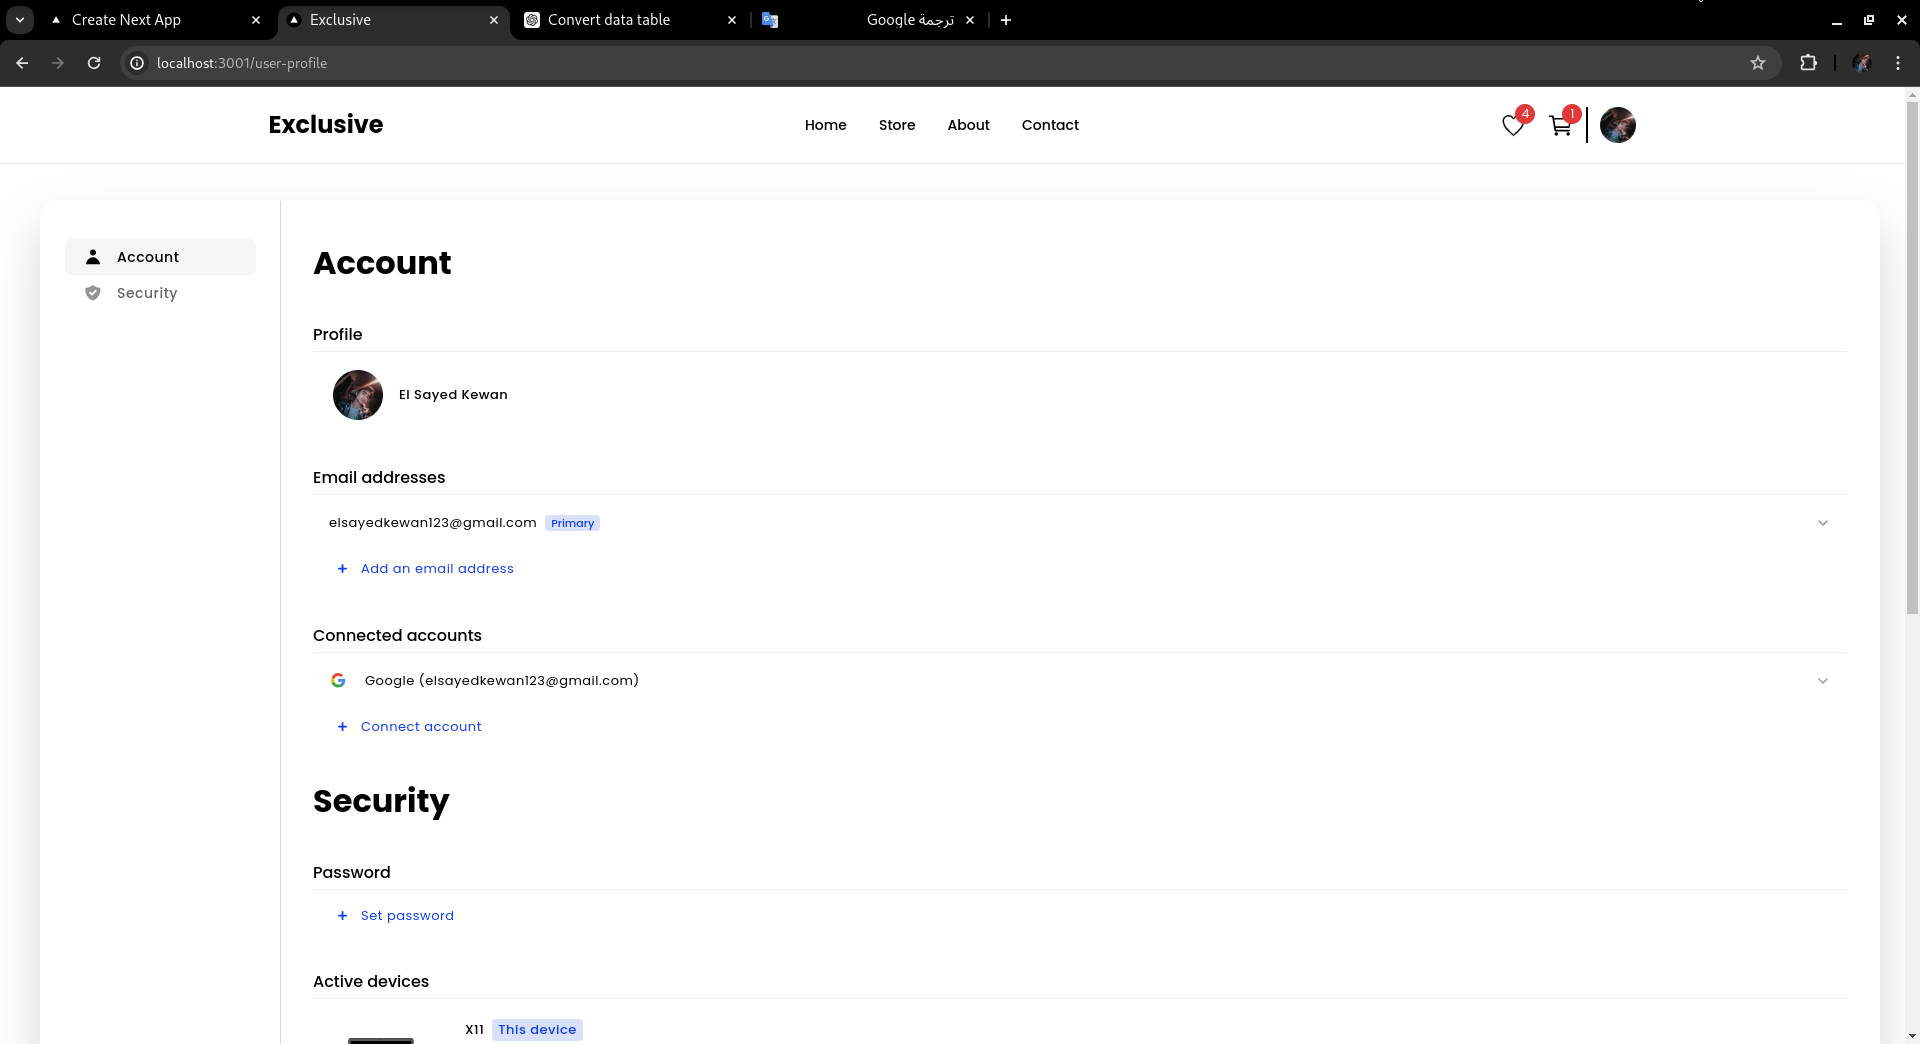 Create Next App
Exclusive
Convert data table
ترجمة Google
localhost:3001/user-profile
Exclusive
Home Store About Contact
4 1
Account
Security
Account
Profile
El Sayed Kewan
Email addresses
elsayedkewan123@gmail.com Primary
+ Add an email address
Connected accounts
Google (elsayedkewan123@gmail.com)
+ Connect account
Security
Password
+ Set password
Active devices
X11 This device